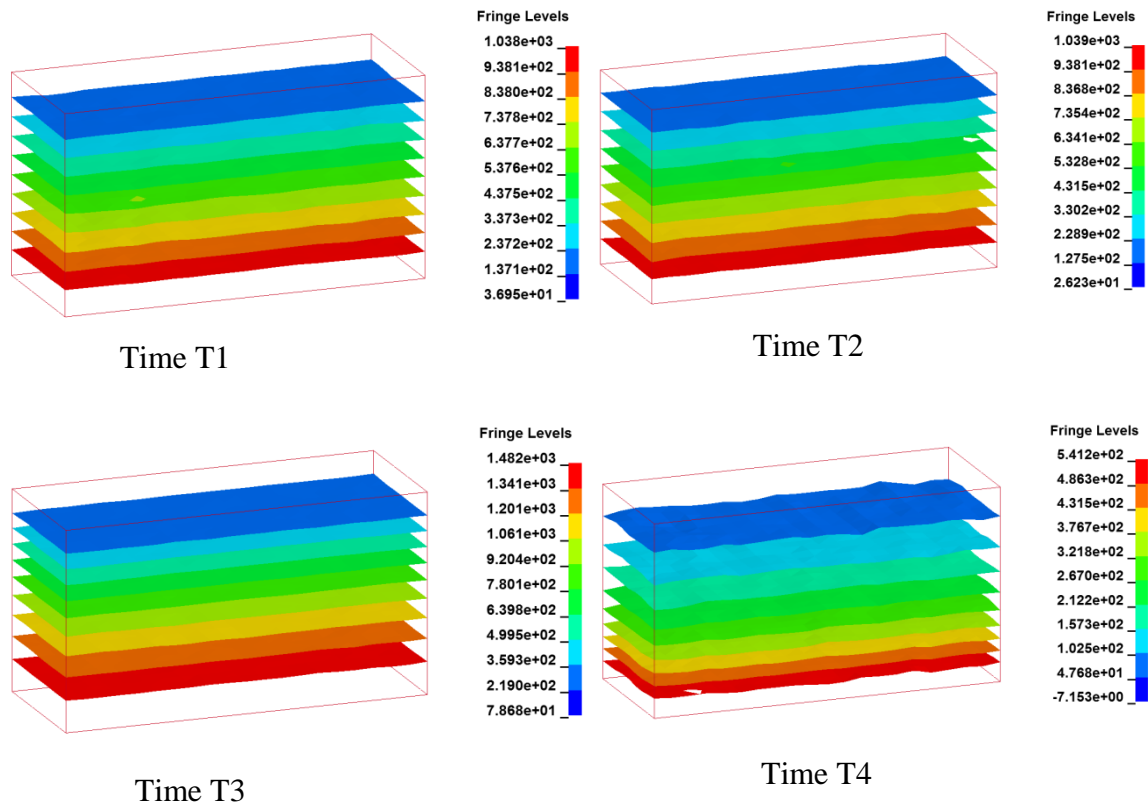 Fringe Levels
1.038e+03
9.381e+02
8.380e+02
7.378e+02
6.377e+02
5.376e+02
4.375e+02
3.373e+02
2.372e+02
1.371e+02
3.695e+01
Time T1
Fringe Levels
1.039e+03
9.381e+02
8.368e+02
7.354e+02
6.341e+02
5.328e+02
4.315e+02
3.302e+02
2.289e+02
1.275e+02
2.623e+01
Time T2
Fringe Levels
1.482e+03
1.341e+03
1.201e+03
1.061e+03
9.204e+02
7.801e+02
6.398e+02
4.995e+02
3.593e+02
2.190e+02
7.868e+01
Time T3
Fringe Levels
5.412e+02
4.863e+02
4.315e+02
3.767e+02
3.218e+02
2.670e+02
2.122e+02
1.573e+02
1.025e+02
4.768e+01
-7.153e+00
Time T4